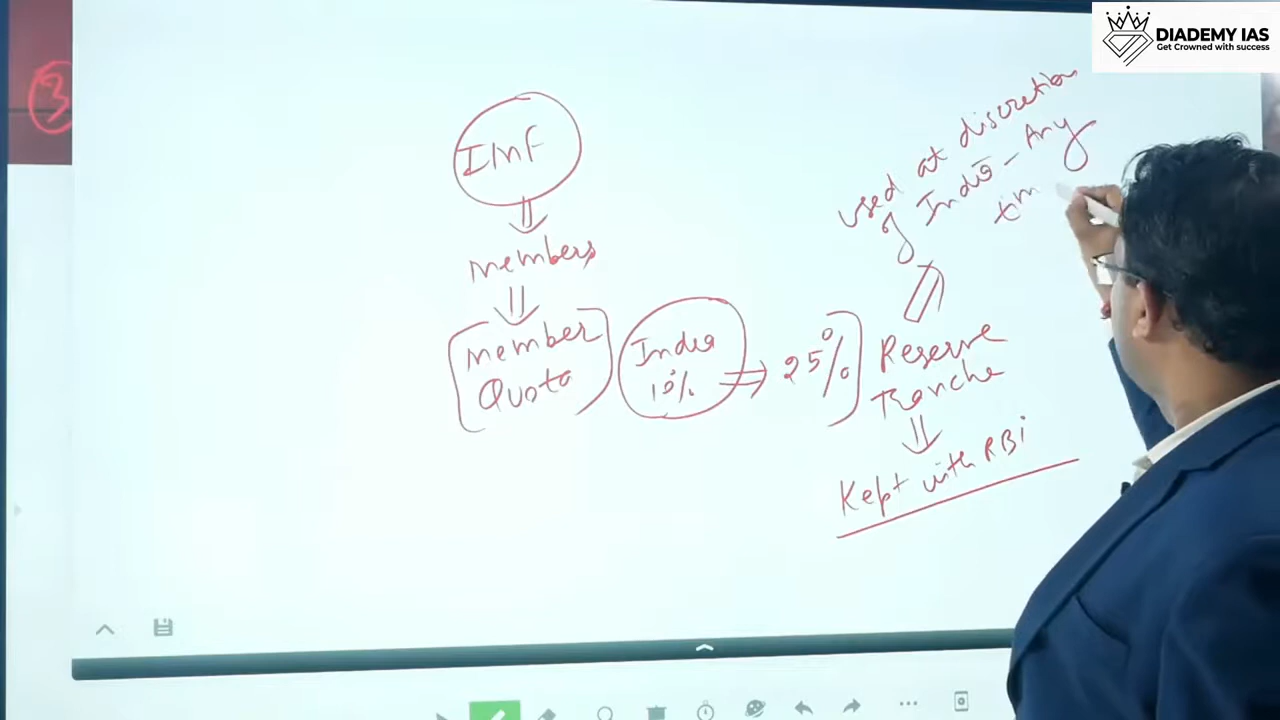 DIADEMY IAS
Get Crowned with success
3
IMF
members
member
Quota
India
10%
25%
Reserve
Tranche
Kept with RBI
used at discretion
of India - Any
tim